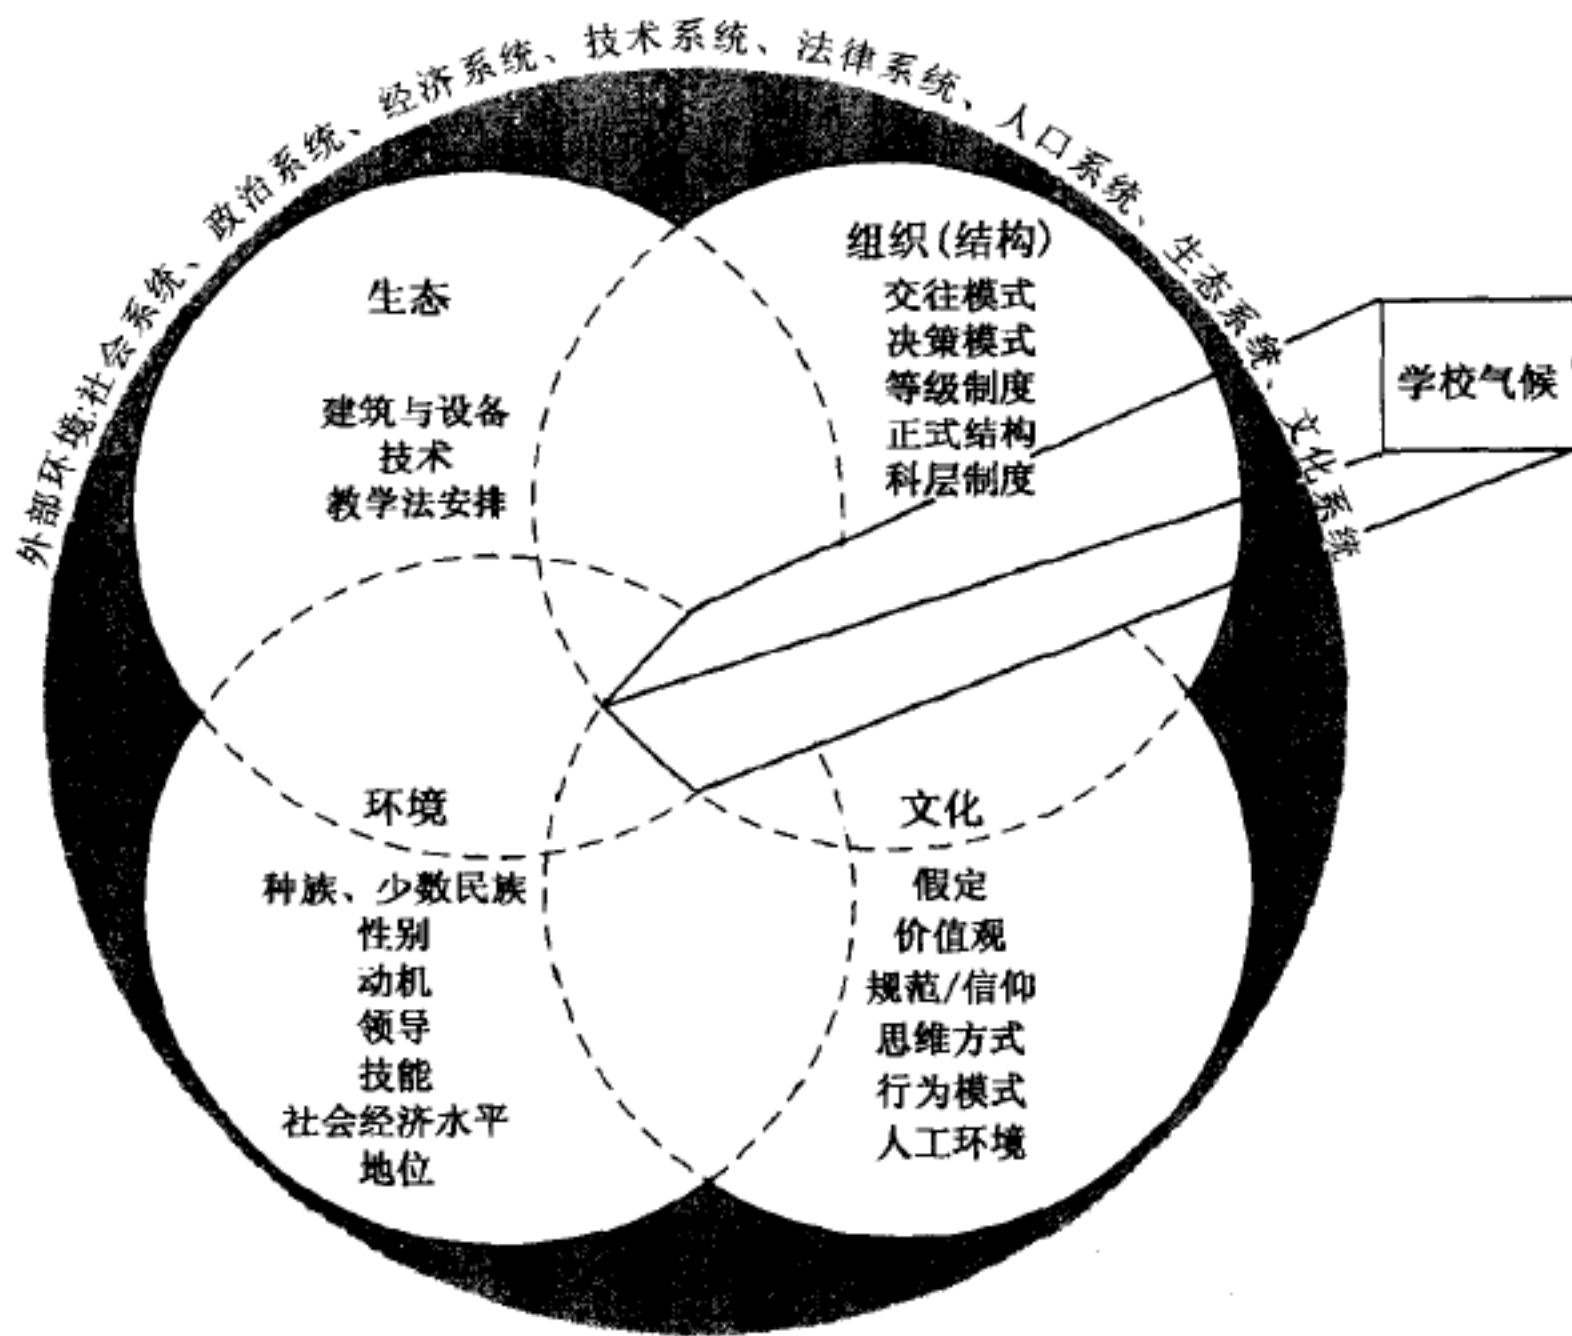 外部环境:社会系统、政治系统、经济系统、技术系统、法律系统、人口系统、生态系统、文化系统
生态
建筑与设备
技术
教学法安排
组织(结构)
交往模式
决策模式
等级制度
正式结构
科层制度
学校气候
环境
种族、少数民族
性别
动机
领导
技能
社会经济水平
地位
文化
假定
价值观
规范/信仰
思维方式
行为模式
人工环境